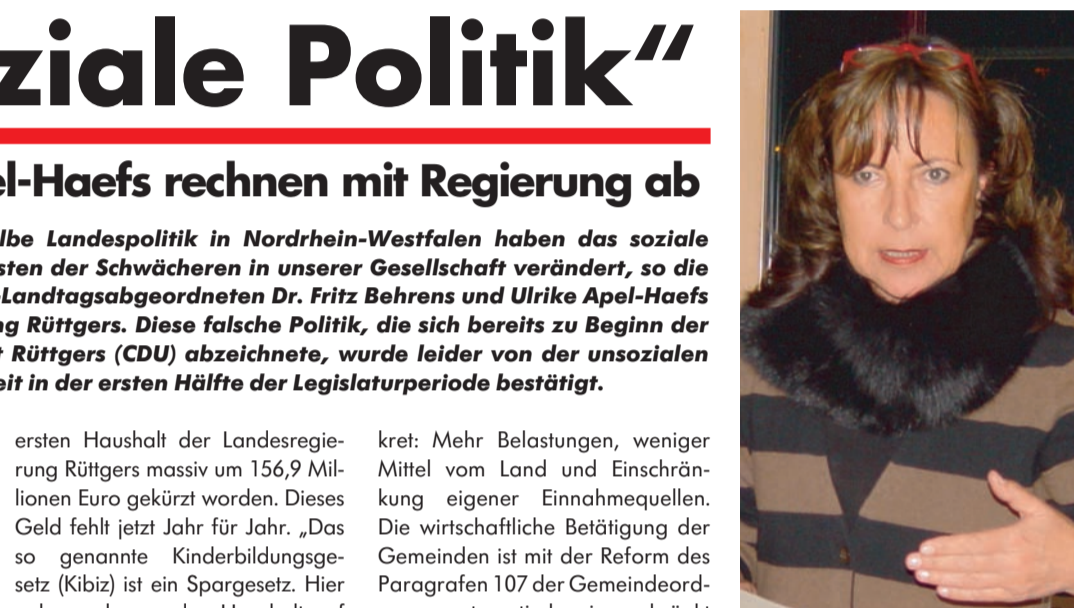 ziale Politik“
el-Haefs rechnen mit Regierung ab
lbe Landespolitik in Nordrhein-Westfalen haben das soziale
sten der Schwächeren in unserer Gesellschaft verändert, so die
-Landtagsabgeordneten Dr. Fritz Behrens und Ulrike Apel-Haefs
ng Rüttgers. Diese falsche Politik, die sich bereits zu Beginn der
t Rüttgers (CDU) abzeichnete, wurde leider von der unsozialen
eit in der ersten Hälfte der Legislaturperiode bestätigt.
ersten Haushalt der Landesregie-
rung Rüttgers massiv um 156,9 Mil-
lionen Euro gekürzt worden. Dieses
Geld fehlt jetzt Jahr für Jahr. „Das
so genannte Kinderbildungsge-
setz (Kibiz) ist ein Spargesetz. Hier
kret: Mehr Belastungen, weniger
Mittel vom Land und Einschrän-
kung eigener Einnahmequellen.
Die wirtschaftliche Betätigung der
Gemeinden ist mit der Reform des
Paragrafen 107 der Gemeindeord-